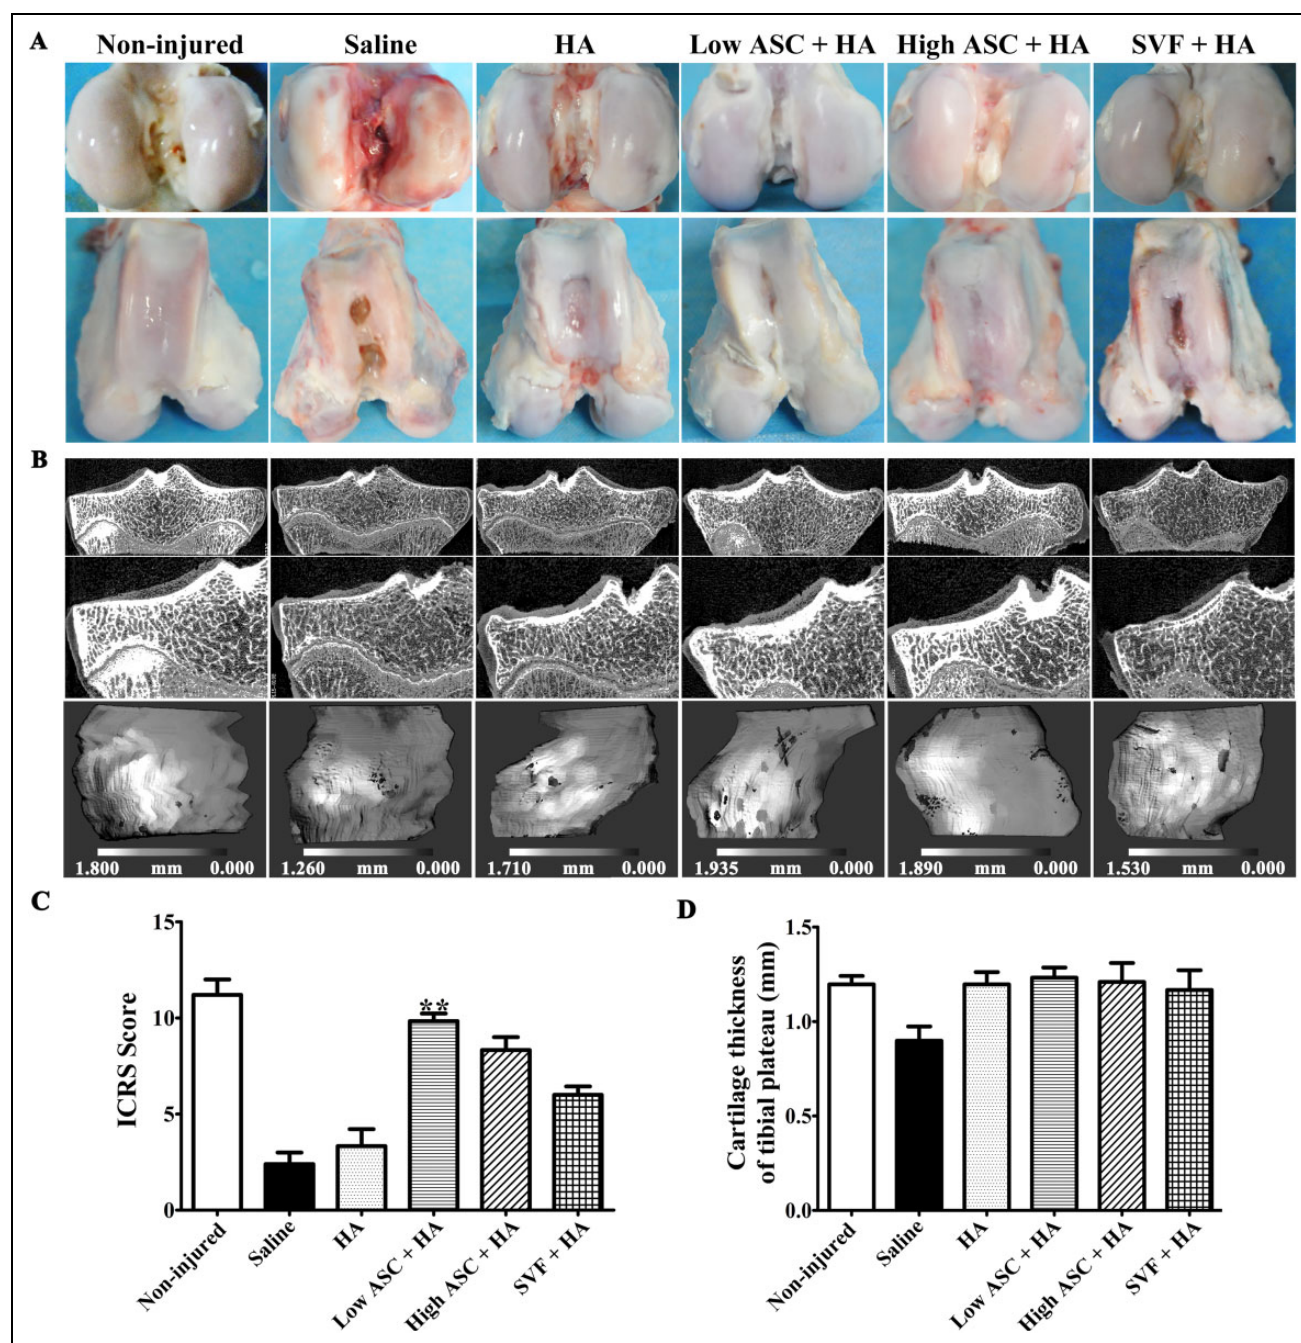 A Non-injured Saline HA Low ASC + HA High ASC + HA SVF + HA
B
1.800 mm 0.000 1.260 mm 0.000 1.710 mm 0.000 1.935 mm 0.000 1.890 mm 0.000 1.530 mm 0.000
C
ICRS Score
15
10
5
0
**
Non-injured
Saline
HA
Low ASC + HA
High ASC + HA
SVF + HA
D
Cartilage thickness
of tibial plateau (mm)
1.5
1.0
0.5
0.0
Non-injured
Saline
HA
Low ASC + HA
High ASC + HA
SVF + HA